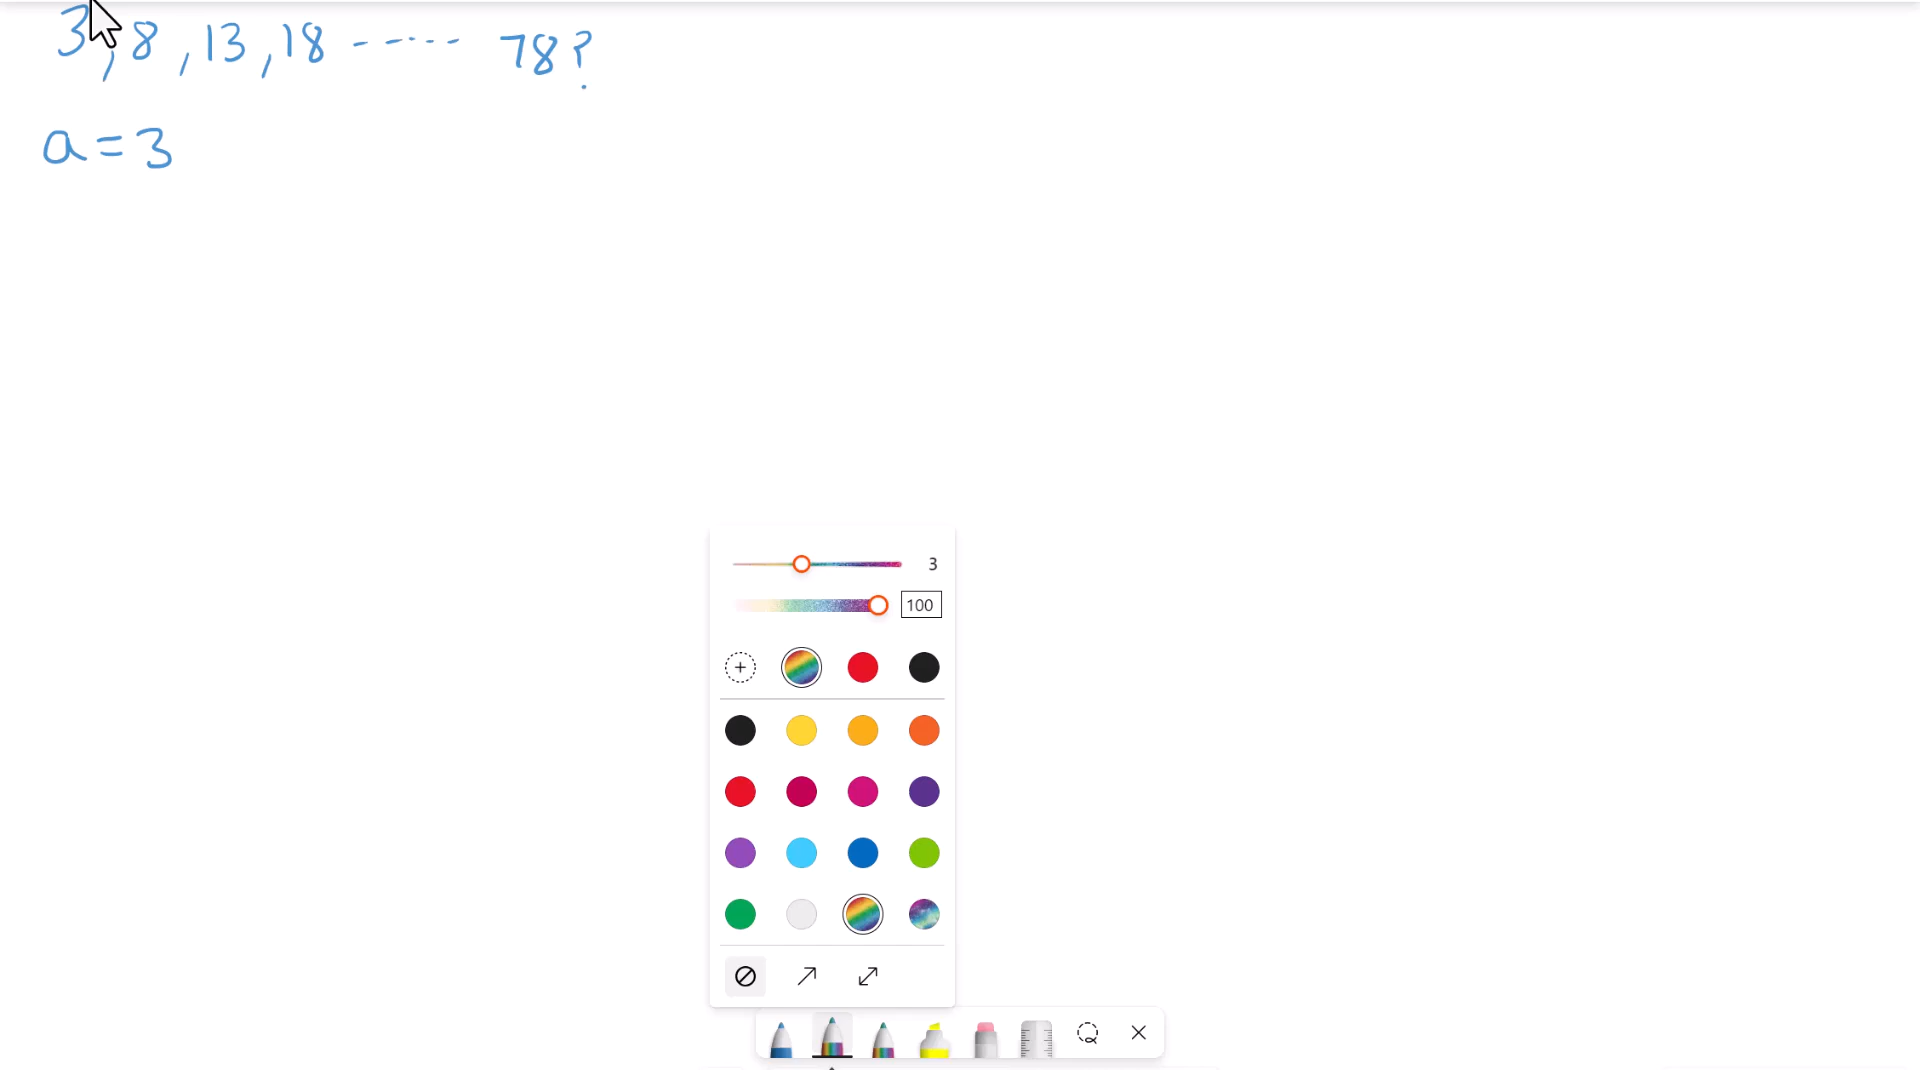 3, 8, 13, 18 ------ 78?
a = 3
3
100